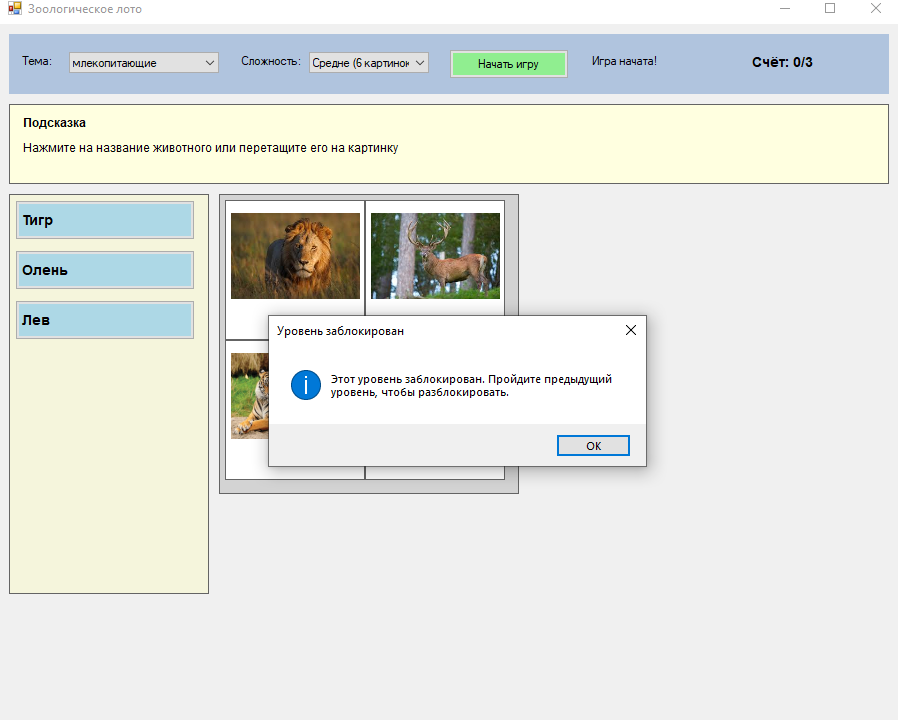 Зоологическое лото
Тема: млекопитающие Сложность: Средне (6 картинок Начать игру Игра начата! Счёт: 0/3
Подсказка
Нажмите на название животного или перетащите его на картинку
Тигр
Олень
Лев
Уровень заблокирован
Этот уровень заблокирован. Пройдите предыдущий
уровень, чтобы разблокировать.
ОК